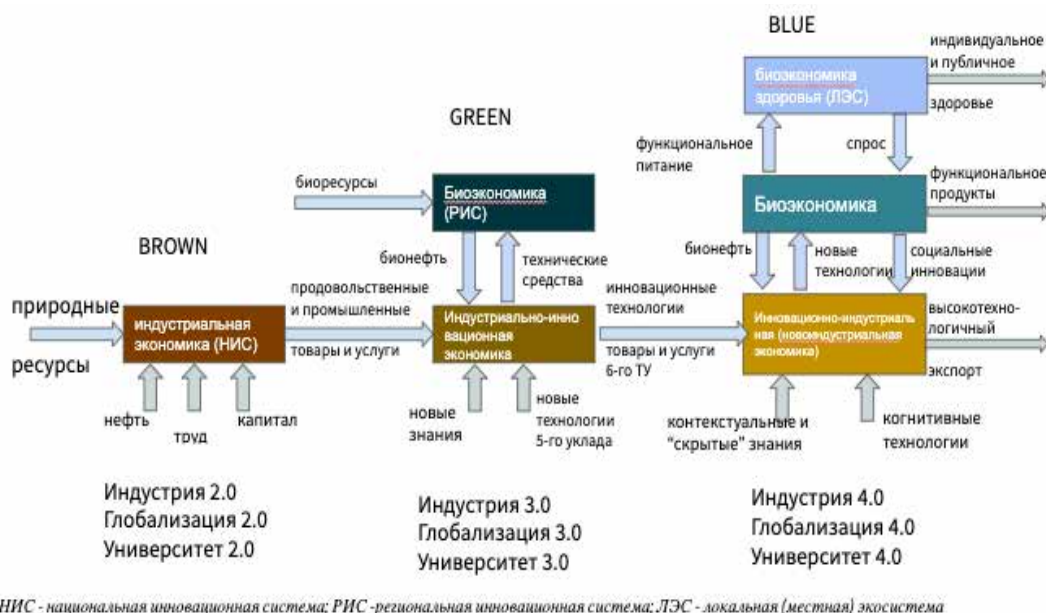 BLUE
индивидуальное
и публичное
здоровье
биоэкономика
здоровья (ЛЭС)
GREEN
функциональное
питание
спрос
функциональное
продукты
биоресурсы
Биоэкономика
(РИС)
Биоэкономика
BROWN
бионефть
технические
средства
бионефть
новые
технологии
социальные
инновации
природные
ресурсы
индустриальная
экономика (НИС)
продовольственные
и промышленные
товары и услуги
Индустриально-инно
вационная
экономика
инновационные
технологии
товары и услуги
6-го ТУ
Инновационно-индустриаль
ная (новоиндустриальная
экономика)
высокотехно-
логичный
экспорт
нефть
труд
капитал
новые
знания
новые
технологии
5-го уклада
контекстуальные и
"скрытые" знания
когнитивные
технологии
Индустрия 2.0
Глобализация 2.0
Университет 2.0
Индустрия 3.0
Глобализация 3.0
Университет 3.0
Индустрия 4.0
Глобализация 4.0
Университет 4.0
НИС - национальная инновационная система; РИС -региональная инновационная система; ЛЭС - локальная (местная) экосистема